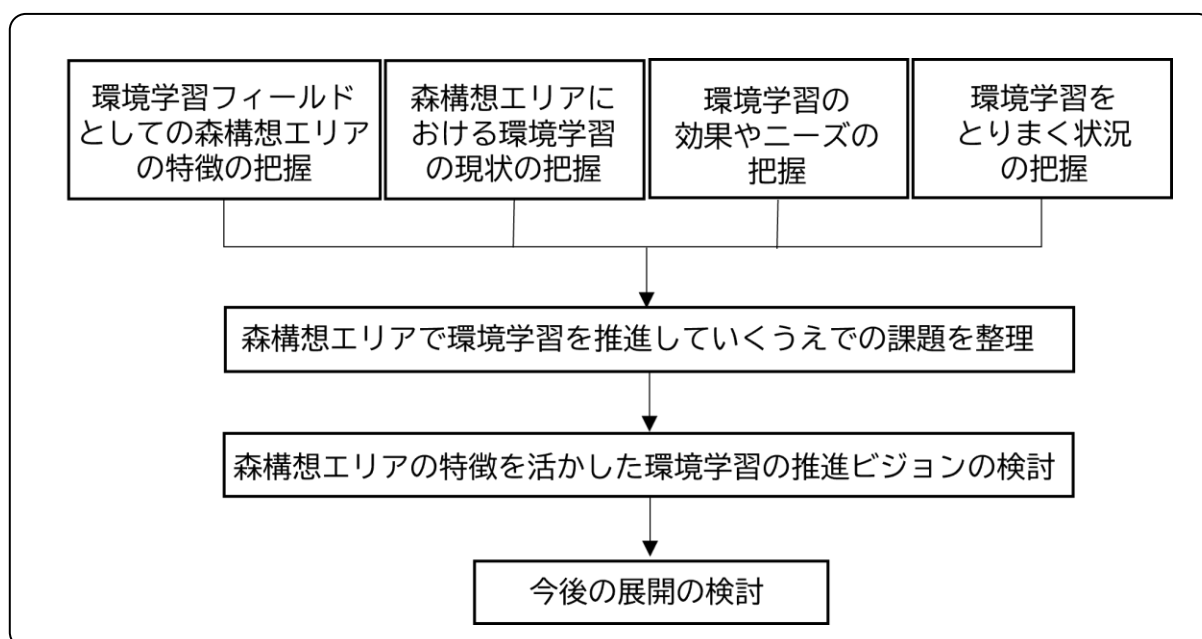 環境学習フィールド
としての森構想エリア
の特徴の把握
森構想エリアに
おける環境学習
の現状の把握
環境学習の
効果やニーズの
把握
環境学習を
とりまく状況
の把握
森構想エリアで環境学習を推進していくうえでの課題を整理
森構想エリアの特徴を活かした環境学習の推進ビジョンの検討
今後の展開の検討